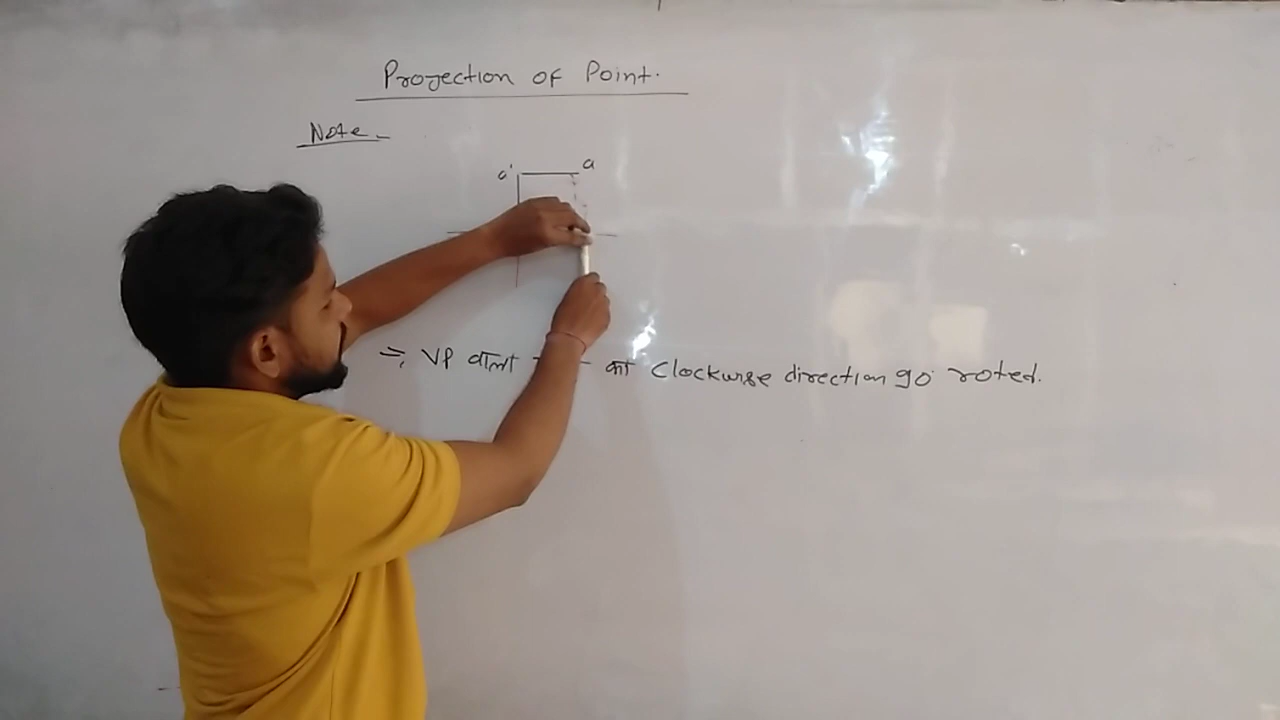 Projection of Point.
Note -
a' a
=, VP वाला का Clockwise direction 90° roted.